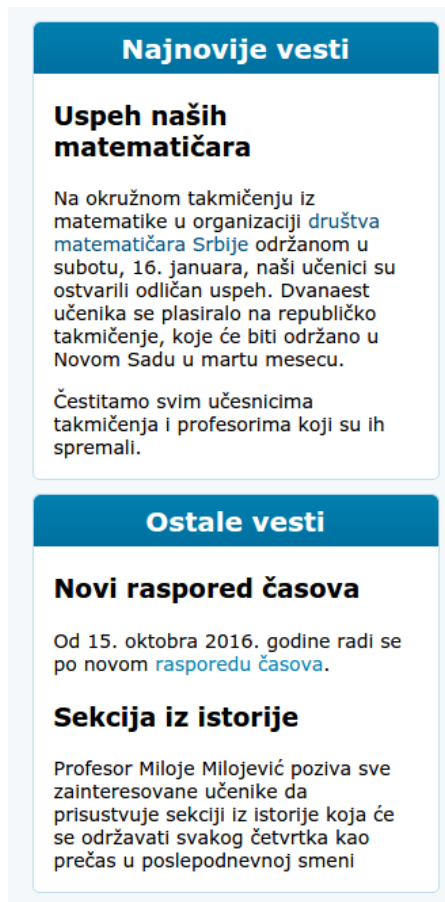 Najnovije vesti
Uspeh naših
matematičara
Na okružnom takmičenju iz
matematike u organizaciji društva
matematičara Srbije održanom u
subotu, 16. januara, naši učenici su
ostvarili odličan uspeh. Dvanaest
učenika se plasiralo na republičko
takmičenje, koje će biti održano u
Novom Sadu u martu mesecu.
Čestitamo svim učesnicima
takmičenja i profesorima koji su ih
spremali.
Ostale vesti
Novi raspored časova
Od 15. oktobra 2016. godine radi se
po novom rasporedu časova.
Sekcija iz istorije
Profesor Miloje Milojević poziva sve
zainteresovane učenike da
prisustvuje sekciji iz istorije koja će
se održavati svakog četvrtka kao
prečas u poslepodnevnoj smeni